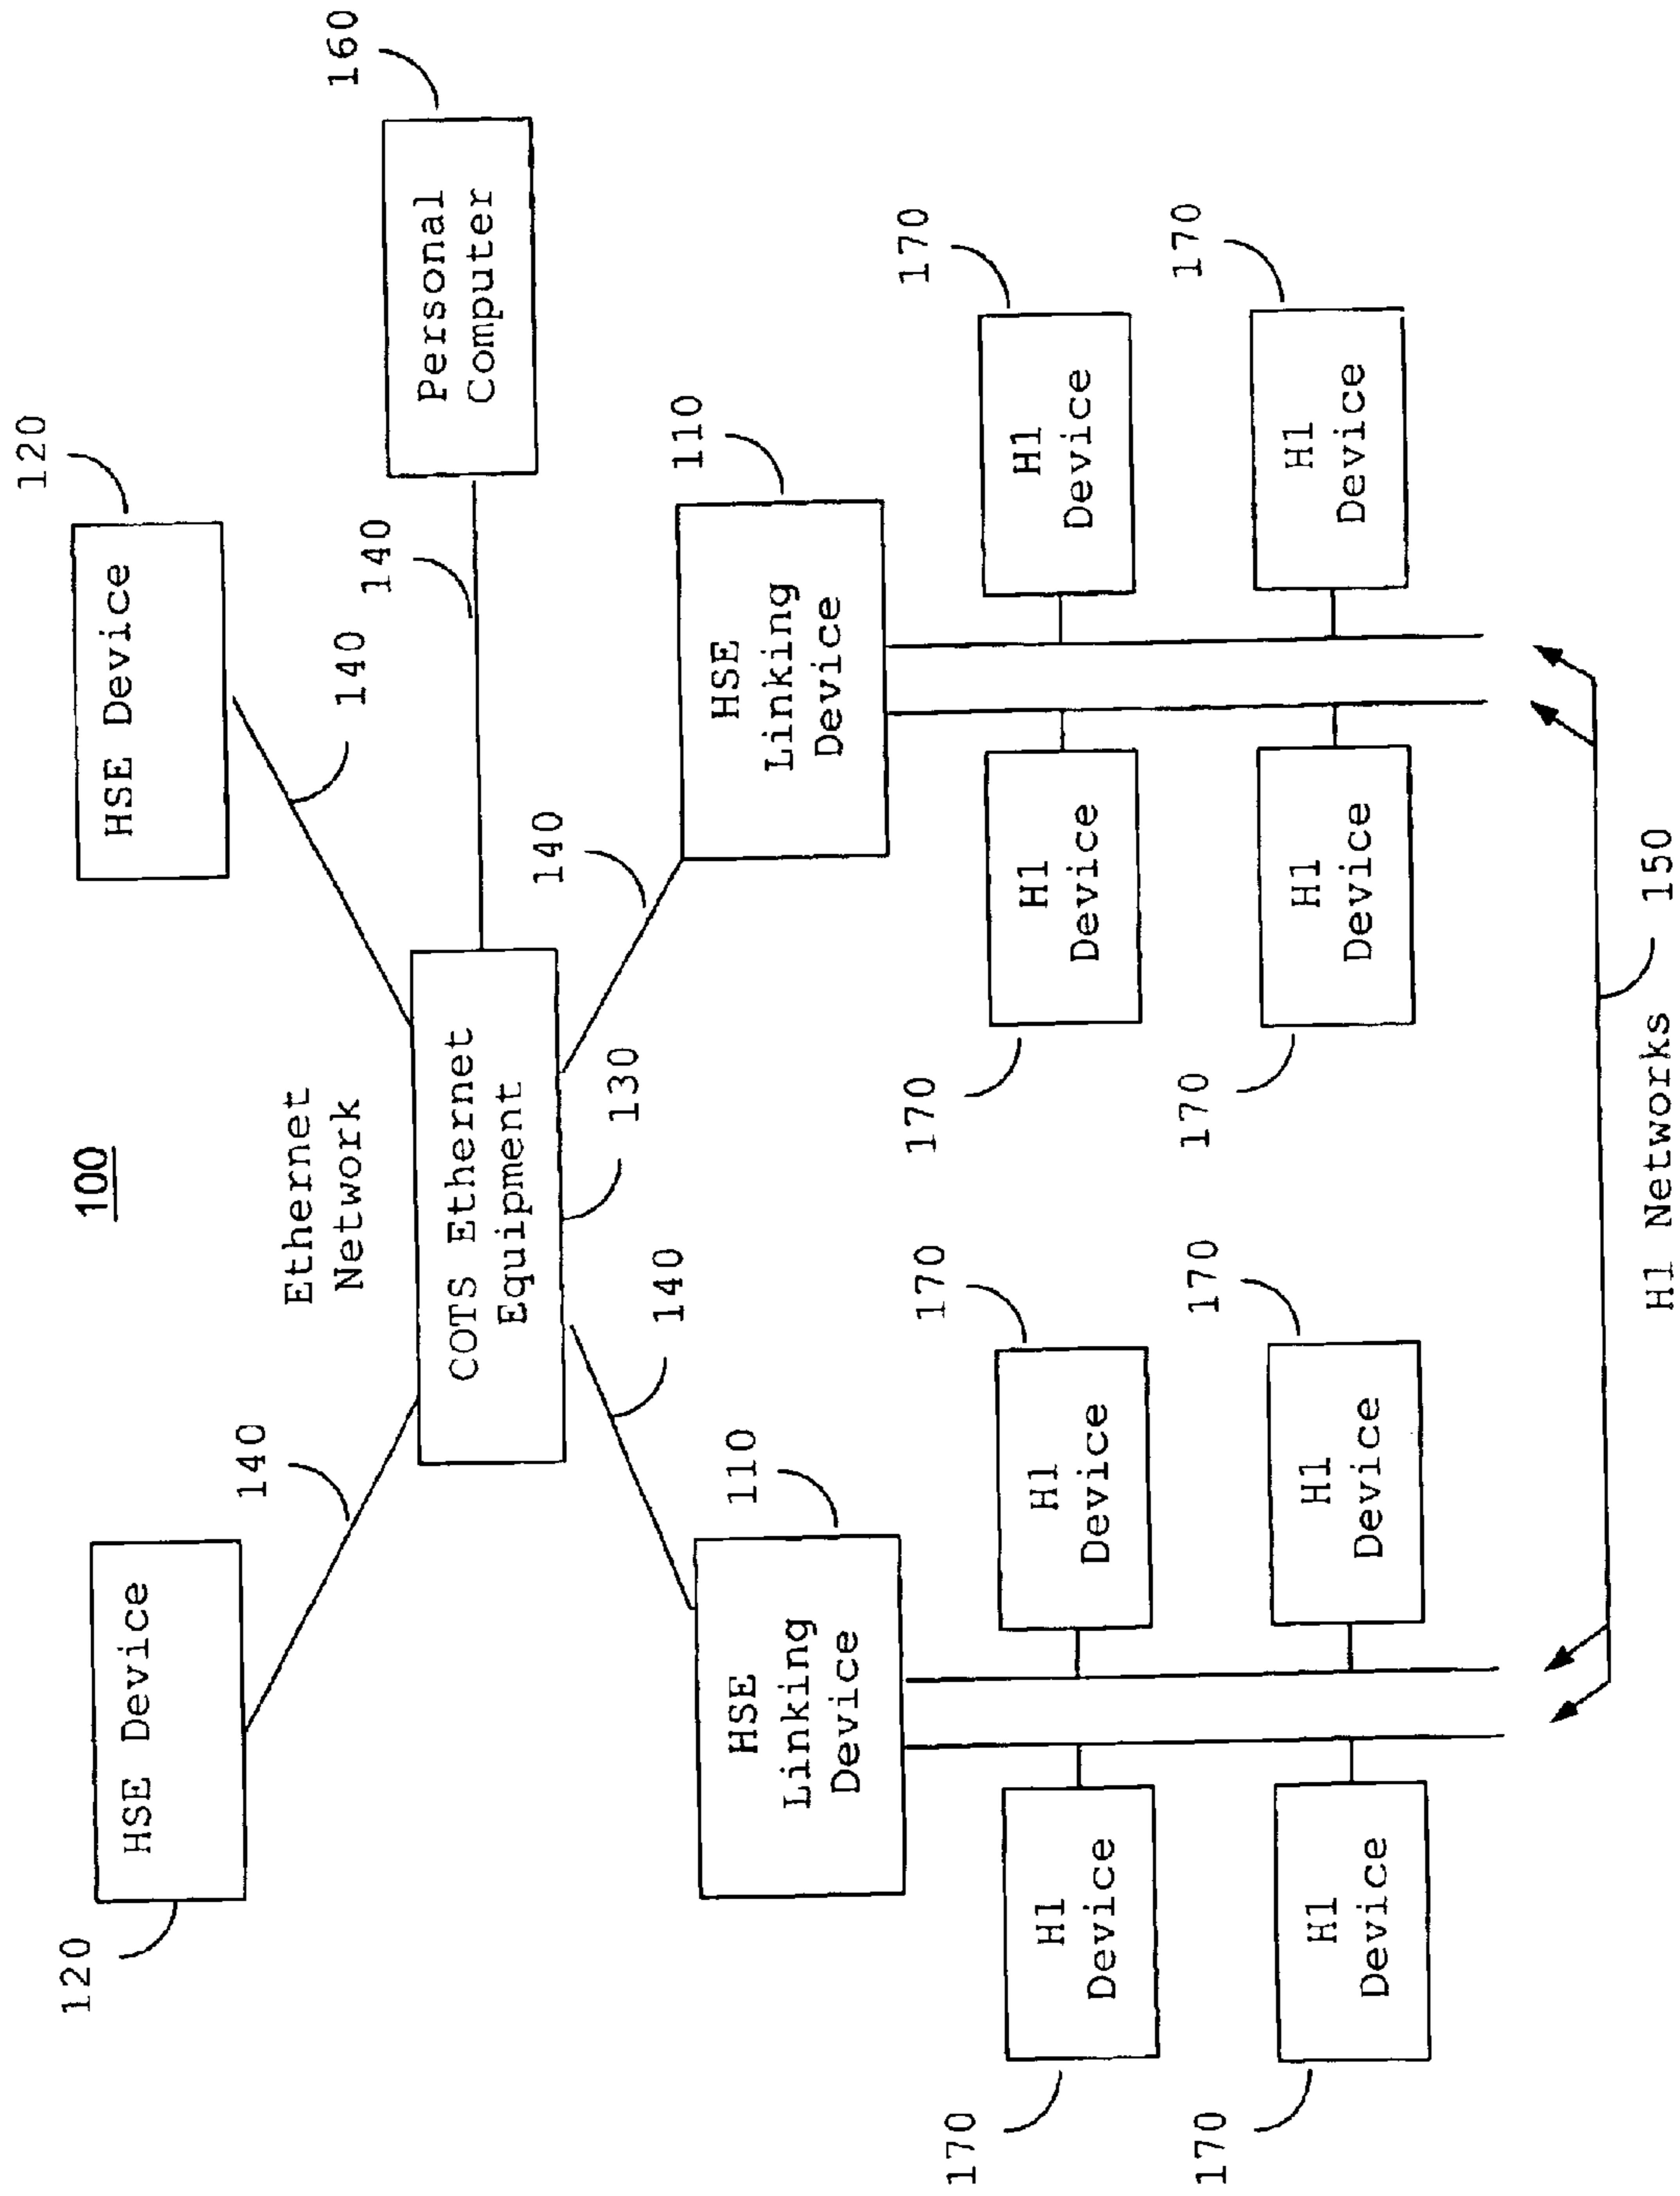 100
120
HSE Device
120
HSE Device
140
140
Ethernet
Network
140
160
Personal
Computer
COTS Ethernet
Equipment
130
140
140
110
HSE
Linking
Device
110
HSE
Linking
Device
170
H1
Device
170
H1
Device
170
H1
Device
170
H1
Device
170
H1
Device
170
H1
Device
170
H1
Device
170
H1
Device
H1 Networks
150